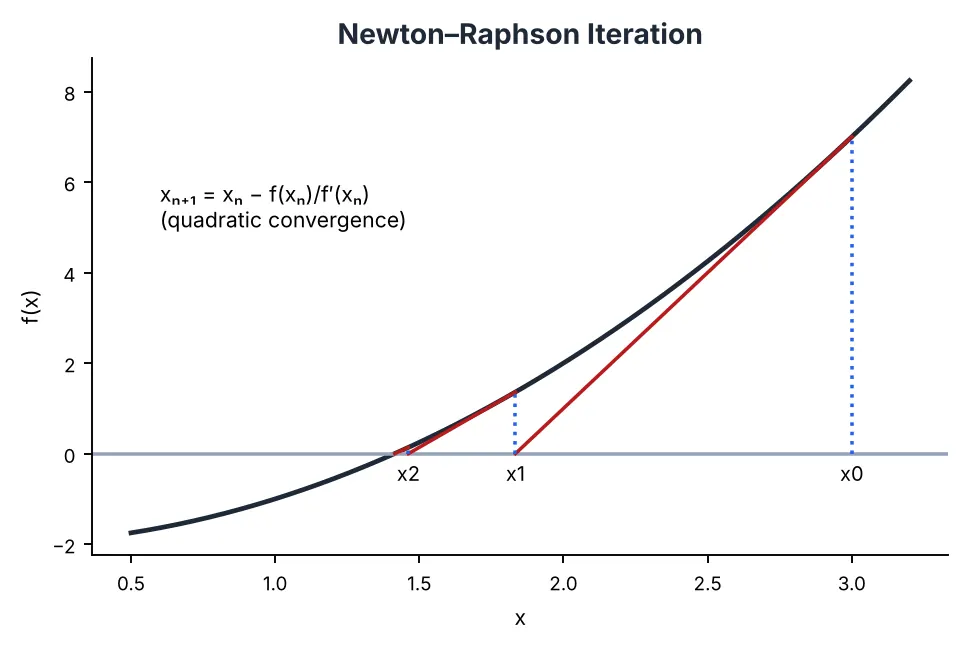 Newton–Raphson Iteration
8
6
4
2
0
−2
f(x)
xₙ₊₁ = xₙ − f(xₙ)/f′(xₙ)
(quadratic convergence)
x2
x1
x0
0.5
1.0
1.5
2.0
2.5
3.0
x